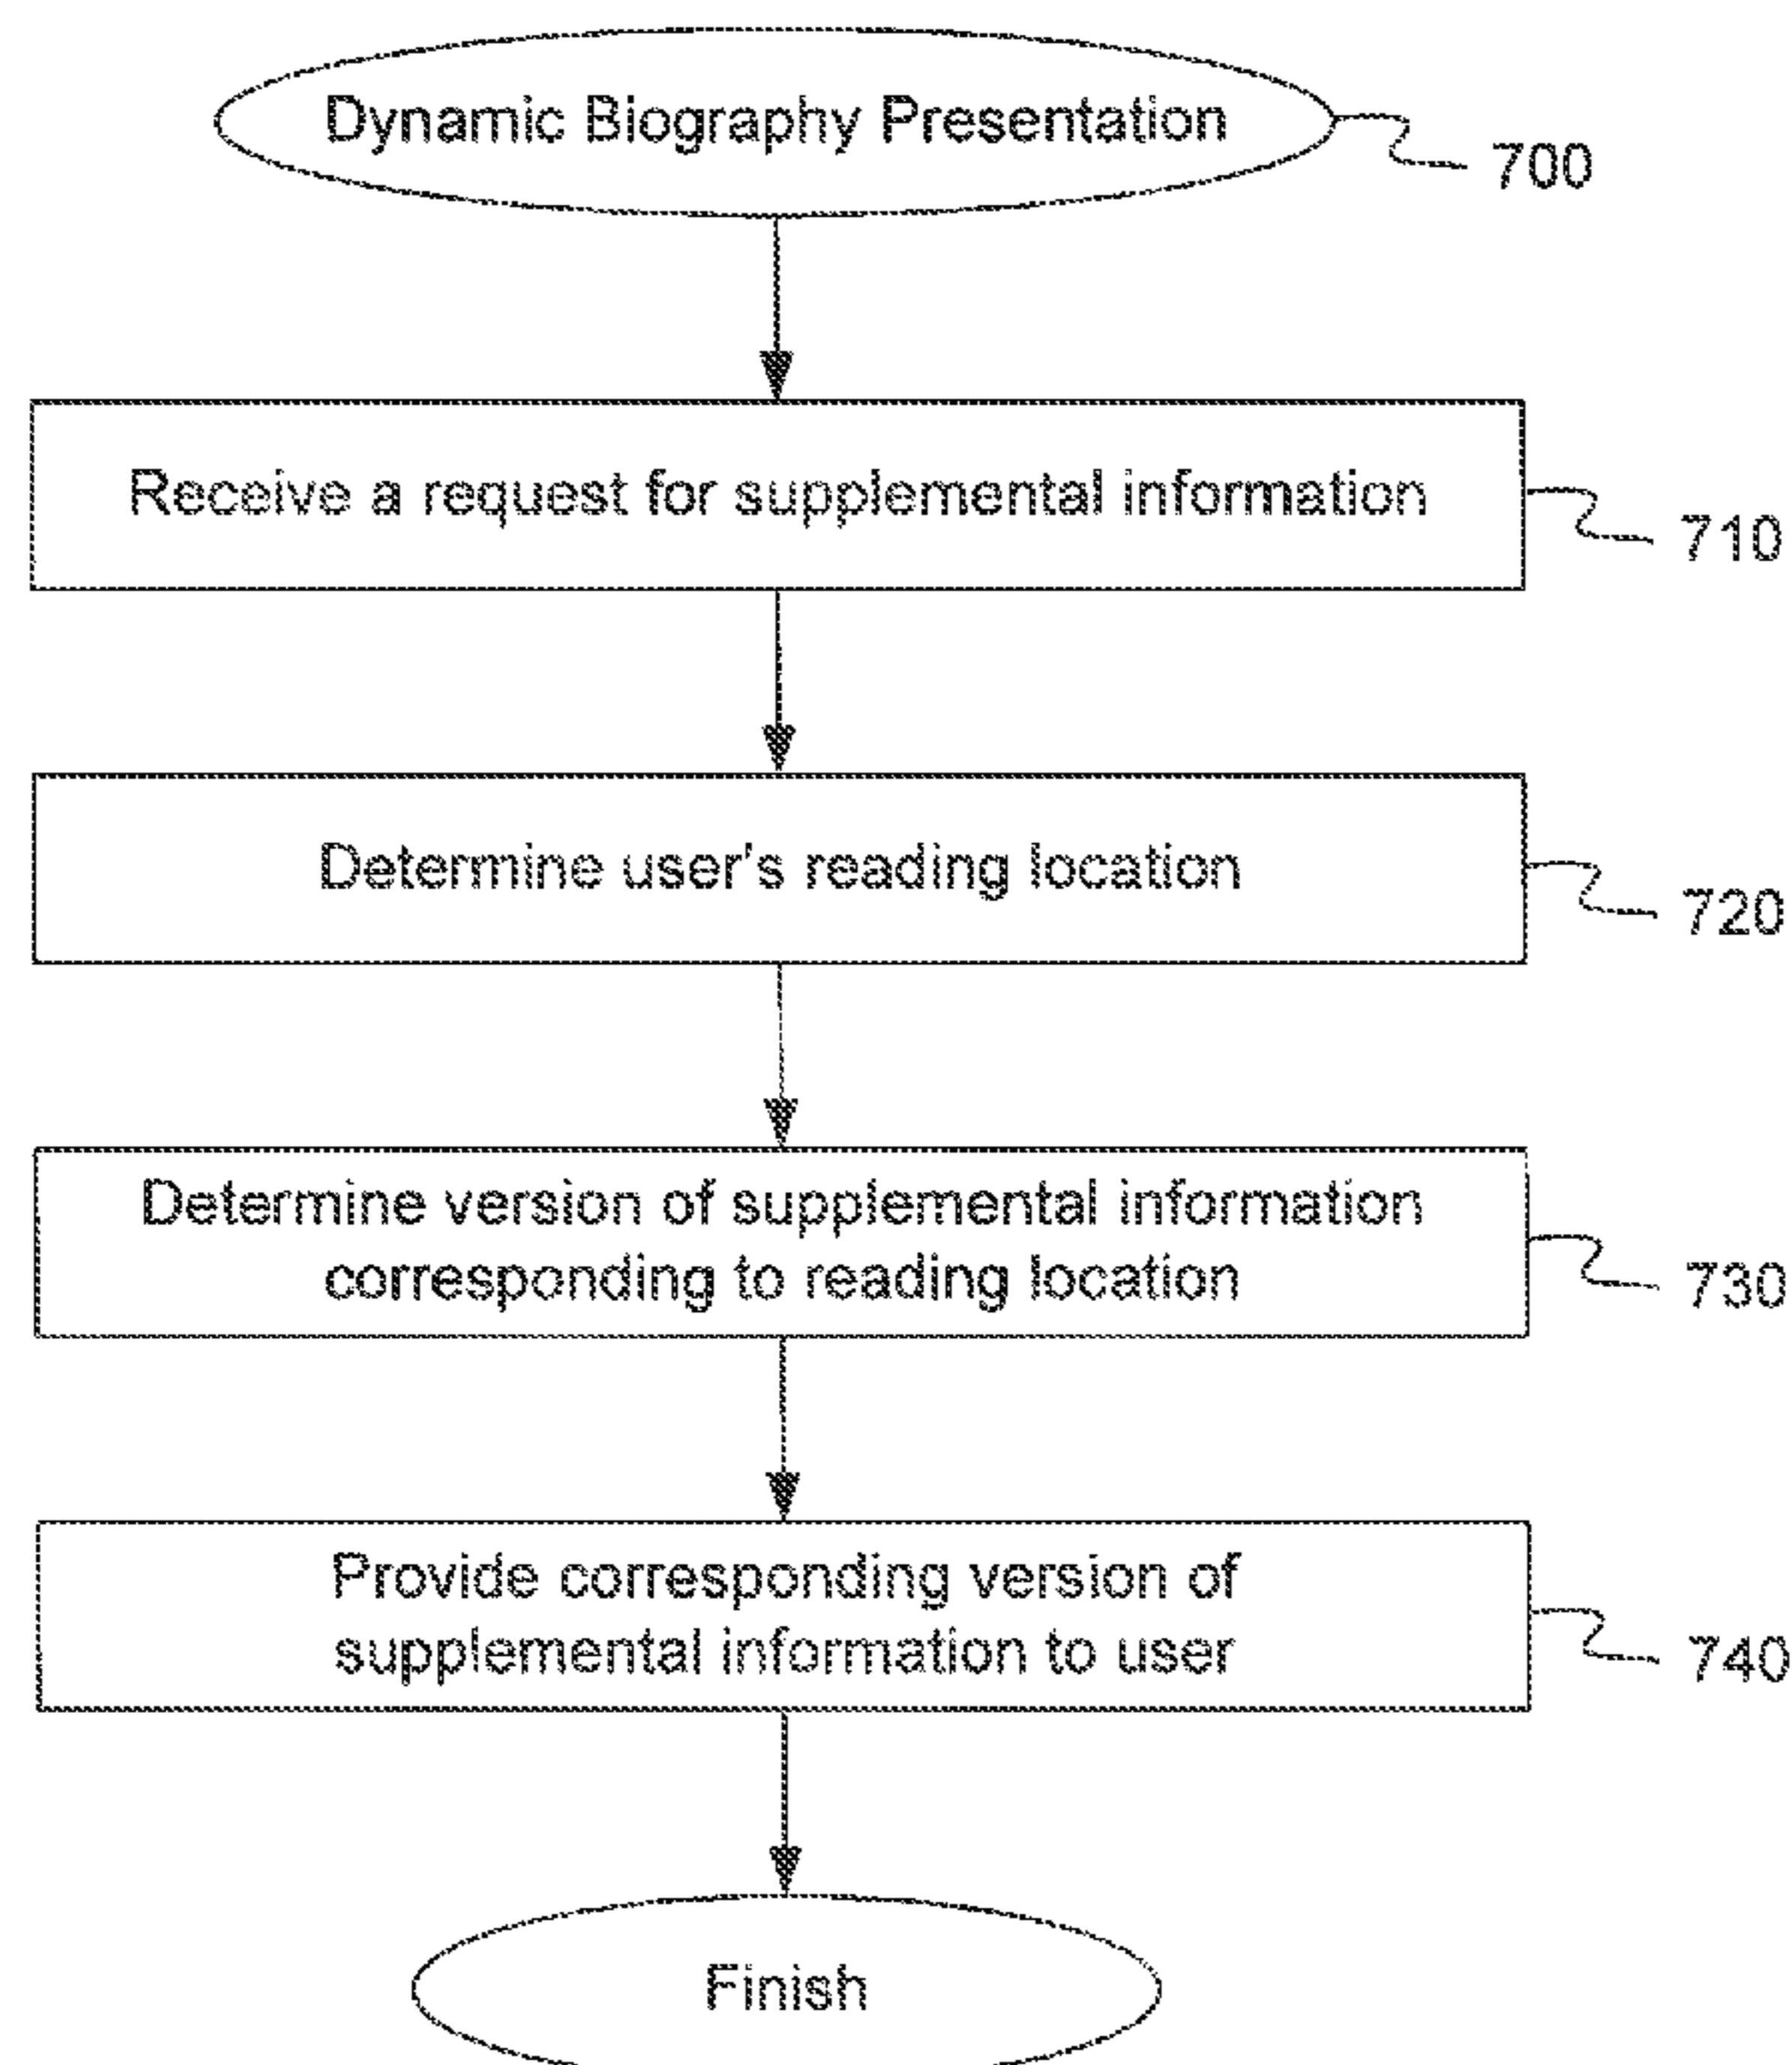 Dynamic Biography Presentation
700
Receive a request for supplemental information
710
Determine user's reading location
720
Determine version of supplemental information
corresponding to reading location
730
Provide corresponding version of
supplemental information to user
740
Finish